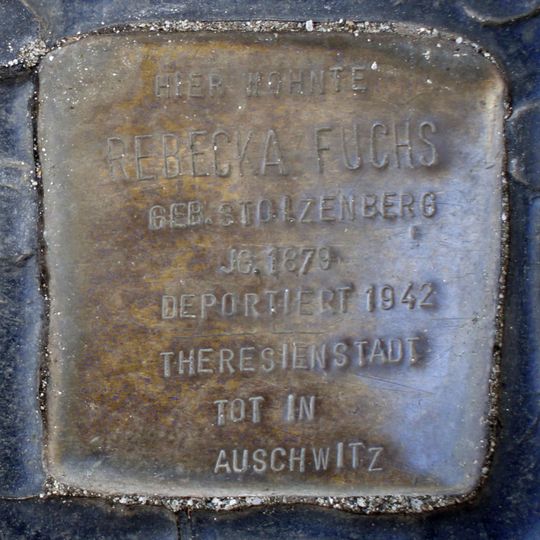 HIER WOHNTE
REBECKA FUCHS
GEB. STOLZENBERG
JG. 1879
DEPORTIERT 1942
THERESIENSTADT
TOT IN
AUSCHWITZ